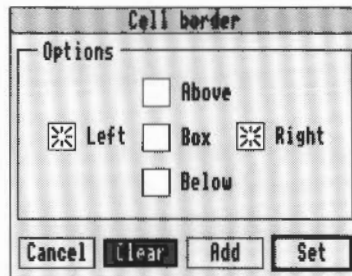 Cell border
Options
Above
Left Box Right
Below
Cancel Clear Add Set